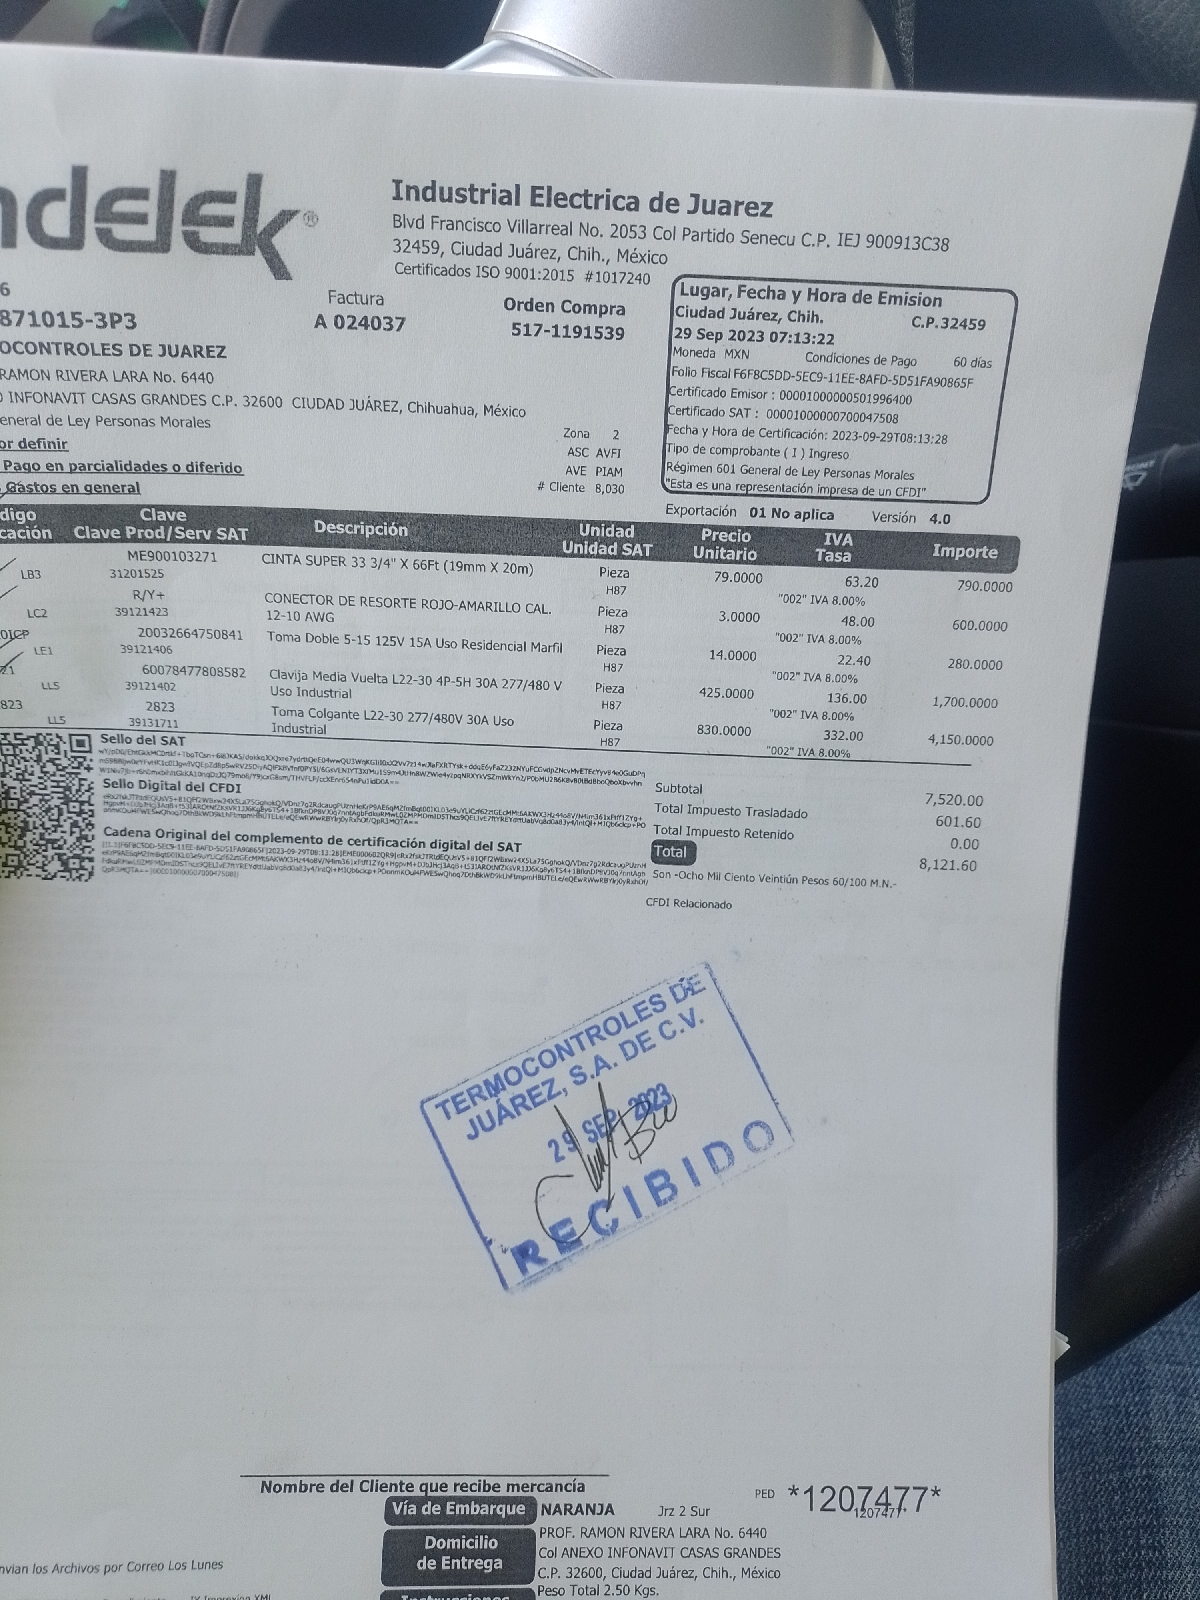 ndelek®
Industrial Electrica de Juarez
Blvd Francisco Villarreal No. 2053 Col Partido Senecu C.P. IEJ 900913C38
32459, Ciudad Juárez, Chih., México
Certificados ISO 9001:2015 #1017240
6
871015-3P3
Factura
A 024037
Orden Compra
517-1191539
OCONTROLES DE JUAREZ
RAMON RIVERA LARA No. 6440
O INFONAVIT CASAS GRANDES C.P. 32600 CIUDAD JUÁREZ, Chihuahua, México
eneral de Ley Personas Morales
or definir
Pago en parcialidades o diferido
Gastos en general
Zona 2
ASC AVFI
AVE PIAM
# Cliente 8,030
Lugar, Fecha y Hora de Emision
Ciudad Juárez, Chih. C.P.32459
29 Sep 2023 07:13:22
Moneda MXN Condiciones de Pago 60 días
Folio Fiscal F6F8C5DD-5EC9-11EE-8AFD-5D51FA90865F
Certificado Emisor : 00001000000501996400
Certificado SAT : 00001000000700047508
Fecha y Hora de Certificación: 2023-09-29T08:13:28
Tipo de comprobante ( I ) Ingreso
Régimen 601 General de Ley Personas Morales
"Esta es una representación impresa de un CFDI"
Exportación 01 No aplica Versión 4.0
digo Clave Descripción Unidad Precio IVA Importe
cación Clave Prod/Serv SAT Unidad SAT Unitario Tasa
ME900103271 CINTA SUPER 33 3/4" X 66Ft (19mm X 20m) Pieza 79.0000 63.20 790.0000
LB3 31201525 H87 "002" IVA 8.00%
R/Y+ CONECTOR DE RESORTE ROJO-AMARILLO CAL. Pieza 3.0000 48.00 600.0000
LC2 39121423 12-10 AWG H87 "002" IVA 8.00%
OICP 20032664750841 Toma Doble 5-15 125V 15A Uso Residencial Marfil Pieza 14.0000 22.40 280.0000
LE1 39121406 H87 "002" IVA 8.00%
21 60078477808582 Clavija Media Vuelta L22-30 4P-5H 30A 277/480 V Pieza 425.0000 136.00 1,700.0000
LL5 39121402 Uso Industrial H87 "002" IVA 8.00%
823 2823 Toma Colgante L22-30 277/480V 30A Uso Pieza 830.0000 332.00 4,150.0000
LL5 39131711 Industrial H87 "002" IVA 8.00%
Sello del SAT
Sello Digital del CFDI
Cadena Original del complemento de certificación digital del SAT
Subtotal 7,520.00
Total Impuesto Trasladado 601.60
Total Impuesto Retenido 0.00
Total 8,121.60
Son -Ocho Mil Ciento Veintiún Pesos 60/100 M.N.-
CFDI Relacionado
TERMOCONTROLES DE
JUÁREZ, S.A. DE C.V.
29 SEP 2023
RECIBIDO
Nombre del Cliente que recibe mercancía
Vía de Embarque NARANJA Jrz 2 Sur
PED *1207477*
1207477
Domicilio
de Entrega
PROF. RAMON RIVERA LARA No. 6440
Col ANEXO INFONAVIT CASAS GRANDES
C.P. 32600, Ciudad Juárez, Chih., México
Peso Total 2.50 Kgs.
nvian los Archivos por Correo Los Lunes